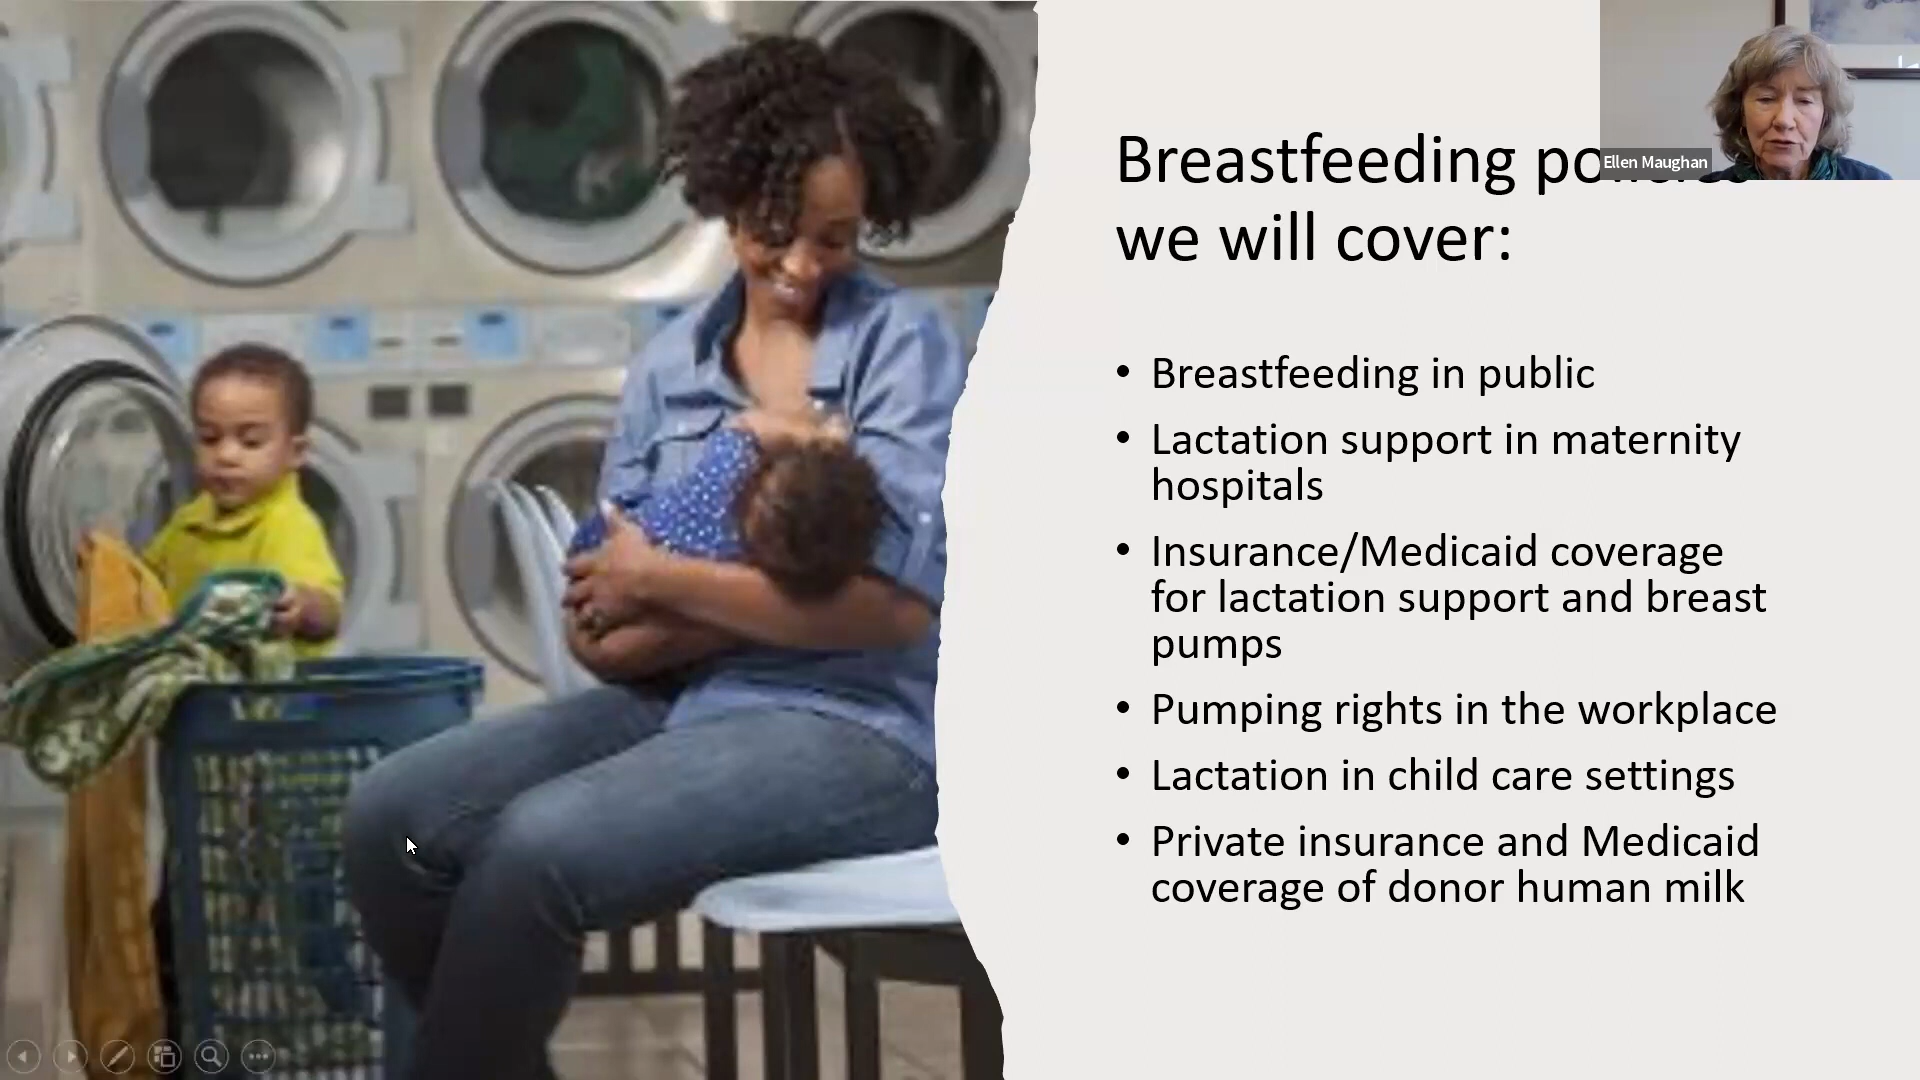 Breastfeeding
we will cover:
Ellen Maughan
• Breastfeeding in public
• Lactation support in maternity
hospitals
• Insurance/Medicaid coverage
for lactation support and breast
pumps
• Pumping rights in the workplace
• Lactation in child care settings
• Private insurance and Medicaid
coverage of donor human milk